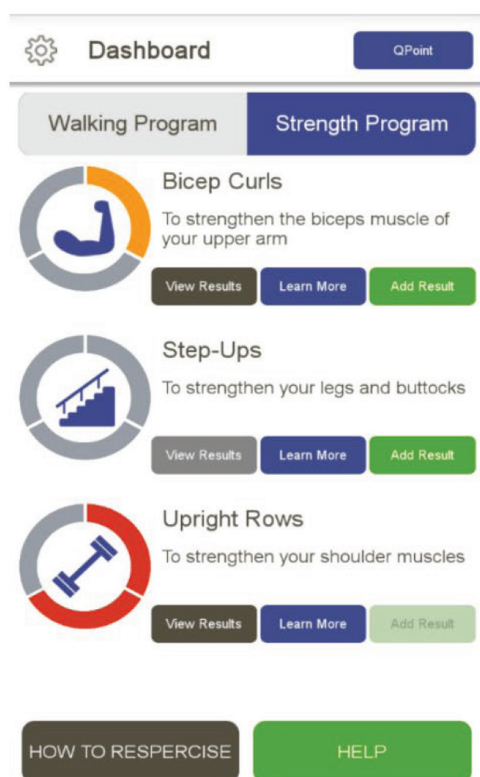 Dashboard
QPoint
Walking Program
Strength Program
Bicep Curls
To strengthen the biceps muscle of
your upper arm
View Results
Learn More
Add Result
Step-Ups
To strengthen your legs and buttocks
View Results
Learn More
Add Result
Upright Rows
To strengthen your shoulder muscles
View Results
Learn More
Add Result
HOW TO RESPERCISE
HELP